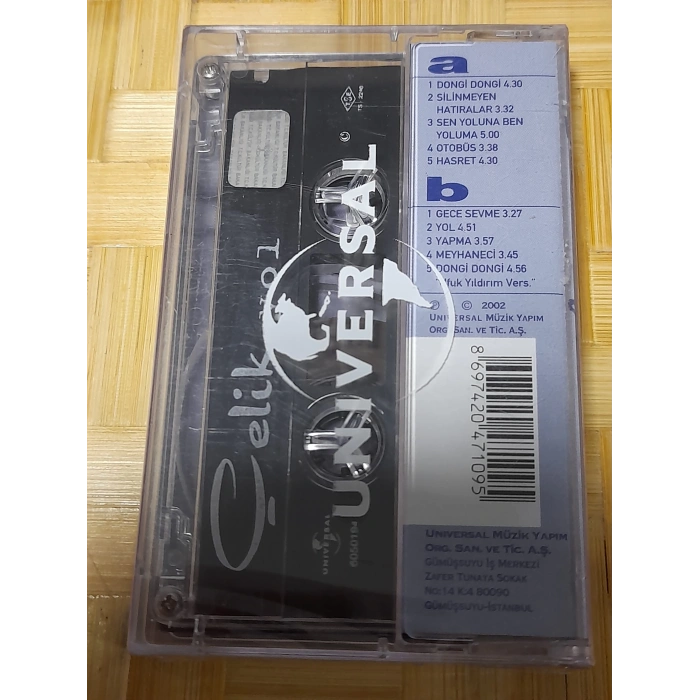 a
1 DONGİ DONGİ 4.30
2 SİLİNMEYEN
HATIRALAR 3.32
3 SEN YOLUNA BEN
YOLUMA 5.00
4 OTOBÜS 3.38
5 HASRET 4.30
b
1 GECE SEVME 3.27
2 YOL 4.51
3 YAPMA 3.57
4 MEYHANECİ 3.45
5 DONGİ DONGİ 4.56
"Ufuk Yıldırım Vers."
℗ © 2002
UNIVERSAL MÜZİK YAPIM
ORG. SAN. VE TİC. A.Ş.
8 697420 471095
UNIVERSAL MÜZİK YAPIM
ORG. SAN. VE TİC. A.Ş.
GÜMÜŞSUYU İŞ MERKEZİ
ZAFER TUNAYA SOKAK
NO:14 K:4 80090
GÜMÜŞSUYU-İSTANBUL
UNIVERSAL
Çelik yol
UNIVERSAL
6050194
TSE